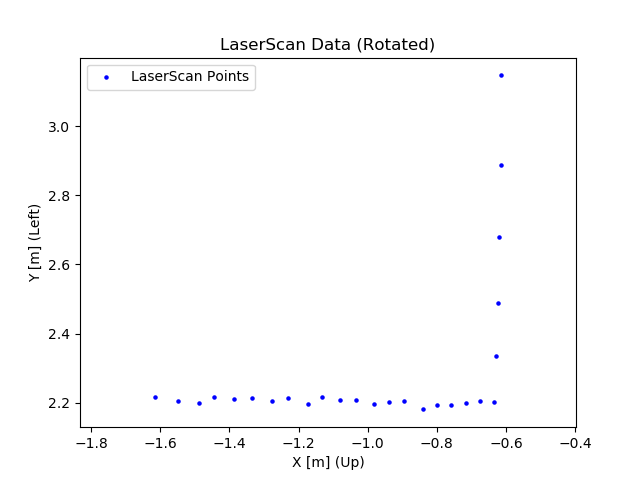 LaserScan Data (Rotated)
LaserScan Points
3.0
2.8
2.6
2.4
2.2
Y [m] (Left)
−1.8 −1.6 −1.4 −1.2 −1.0 −0.8 −0.6 −0.4
X [m] (Up)